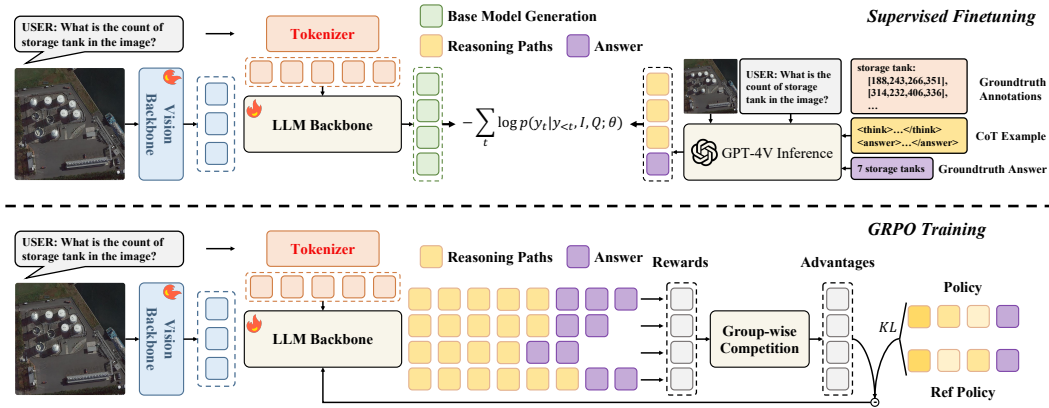 USER: What is the count of
storage tank in the image?
Tokenizer
Vision
Backbone
LLM Backbone
Base Model Generation
Reasoning Paths
Answer
− ∑ log p(y_t|y_{<t}, I, Q; θ)
t
Supervised Finetuning
USER: What is the
count of storage
tank in the image?
storage tank:
[188,243,266,351],
[314,232,406,336],
…
Groundtruth
Annotations
<think>…</think>
<answer>…</answer>
CoT Example
GPT-4V Inference
7 storage tanks
Groundtruth Answer
GRPO Training
USER: What is the count of
storage tank in the image?
Tokenizer
Vision
Backbone
LLM Backbone
Reasoning Paths
Answer
Rewards
Group-wise
Competition
Advantages
KL
Policy
Ref Policy